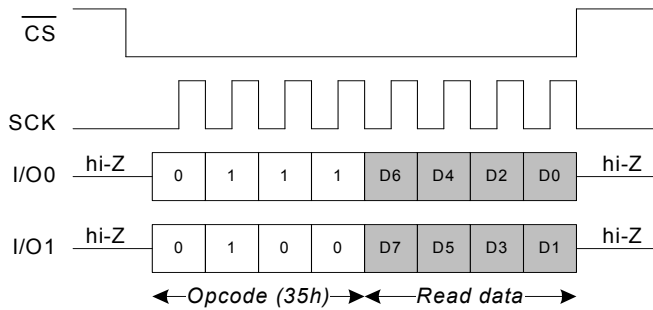 CS
SCK
I/O0 hi-Z 0 1 1 1 D6 D4 D2 D0 hi-Z
I/O1 hi-Z 0 1 0 0 D7 D5 D3 D1 hi-Z
Opcode (35h) Read data